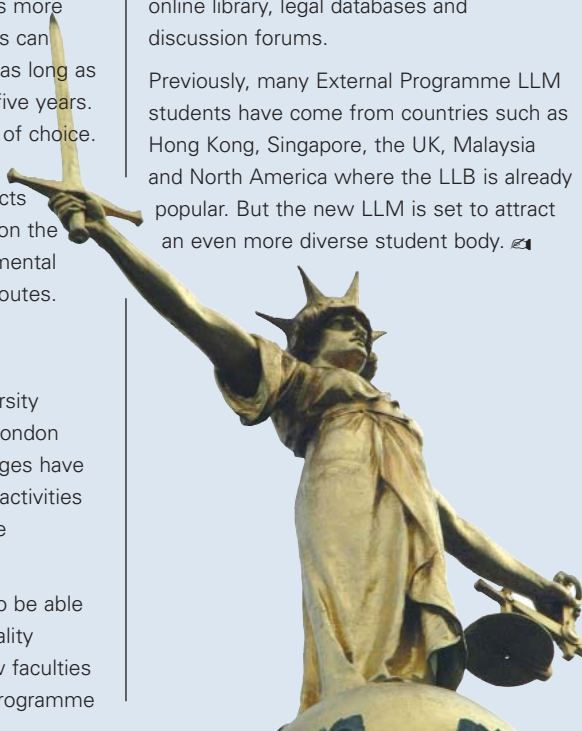 s more
s can
as long as
five years.
of choice.
cts
on the
mental
outes.
rsity
ondon
ges have
activities
e
o be able
ality
v faculties
rogramme
online library, legal databases and
discussion forums.
Previously, many External Programme LLM
students have come from countries such as
Hong Kong, Singapore, the UK, Malaysia
and North America where the LLB is already
popular. But the new LLM is set to attract
an even more diverse student body.